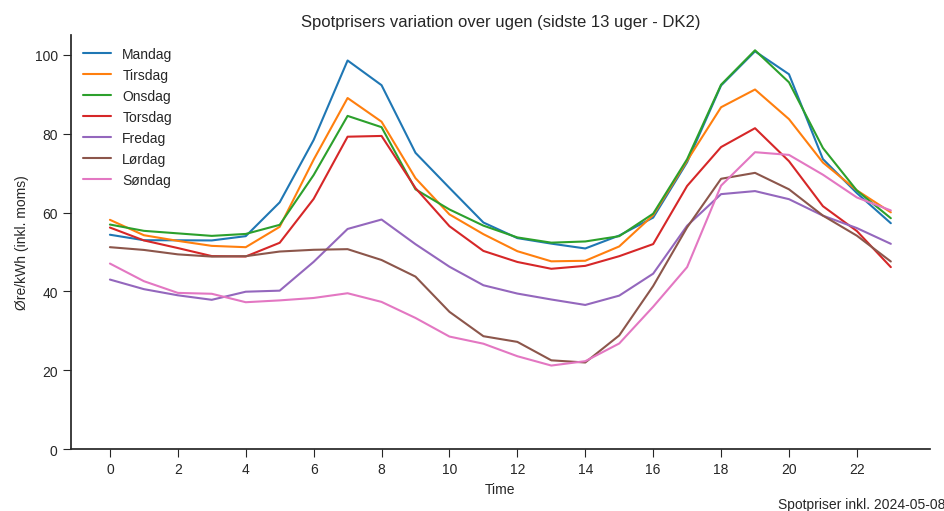 Spotprisers variation over ugen (sidste 13 uger - DK2)
100
80
60
40
20
0
Øre/kWh (inkl. moms)
Mandag
Tirsdag
Onsdag
Torsdag
Fredag
Lørdag
Søndag
0 2 4 6 8 10 12 14 16 18 20 22
Time
Spotpriser inkl. 2024-05-08